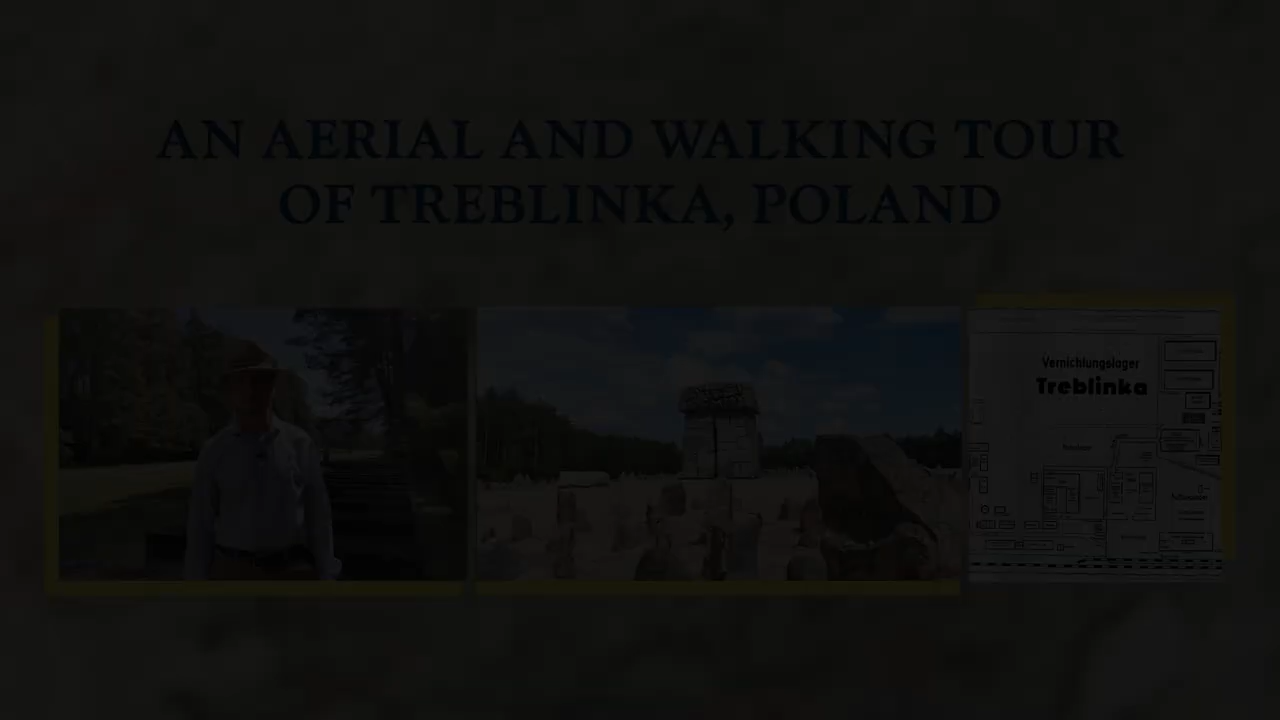 AN AERIAL AND WALKING TOUR
OF TREBLINKA, POLAND
Vernichtungslager
Treblinka